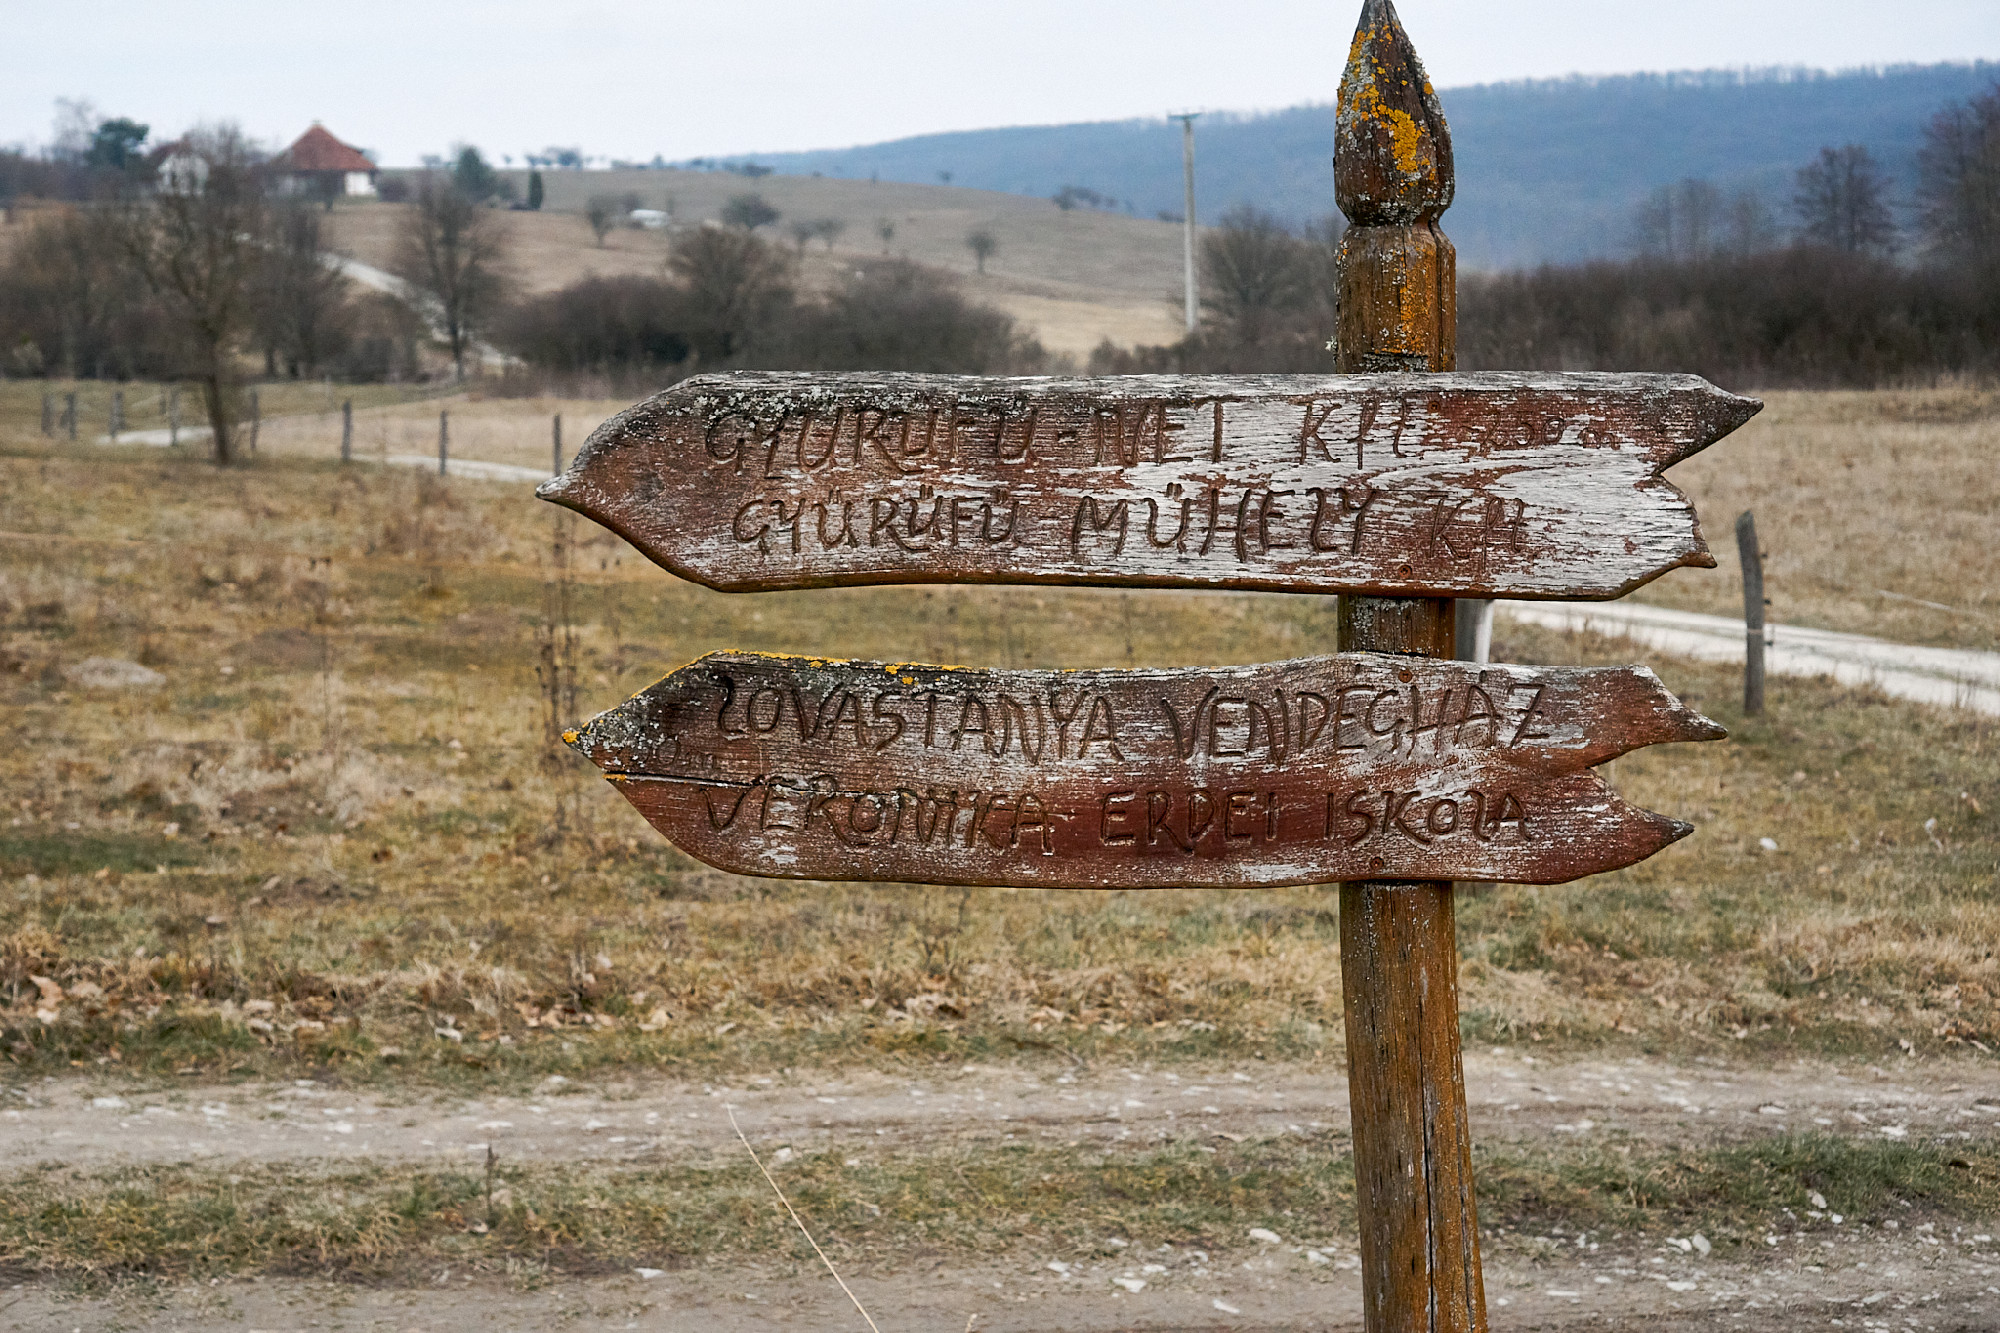 GYŰRŰFŰ-NET Kft
GYŰRŰFŰ-MŰHELY Kft
LOVASTANYA VENDÉGHÁZ
VERONIKA ERDEI ISKOLA